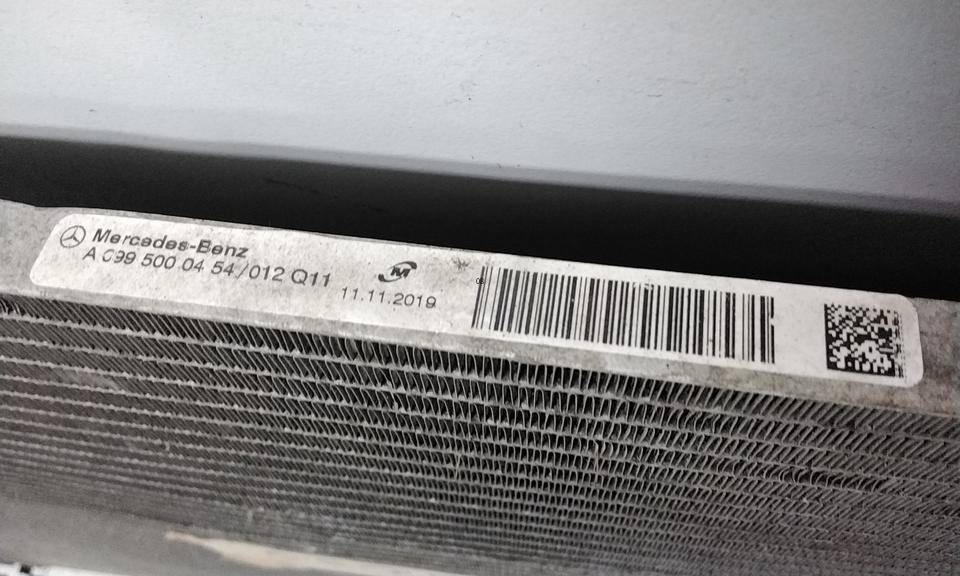 Mercedes-Benz
A 099 500 04 54/012 Q11
11.11.2019